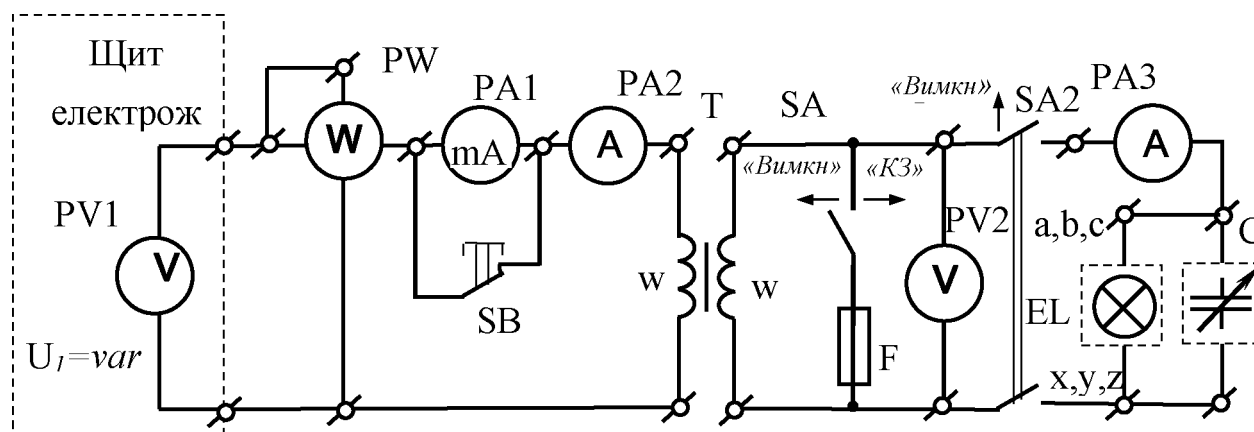 Щит
електрож
PW
PA1
PA2
T
SA
«Вимкн»
SA2
PA3
W
mA
A
A
«Вимкн»
«КЗ»
PV1
PV2
a,b,c
C
V
V
w
w
SB
EL
F
U1=var
x,y,z